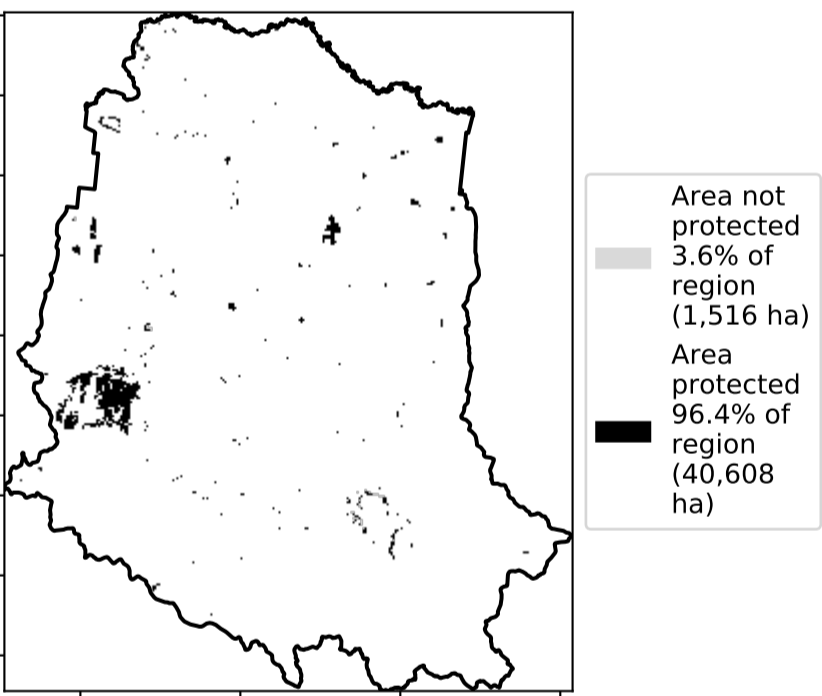 Area not
protected
3.6% of
region
(1,516 ha)
Area
protected
96.4% of
region
(40,608
ha)